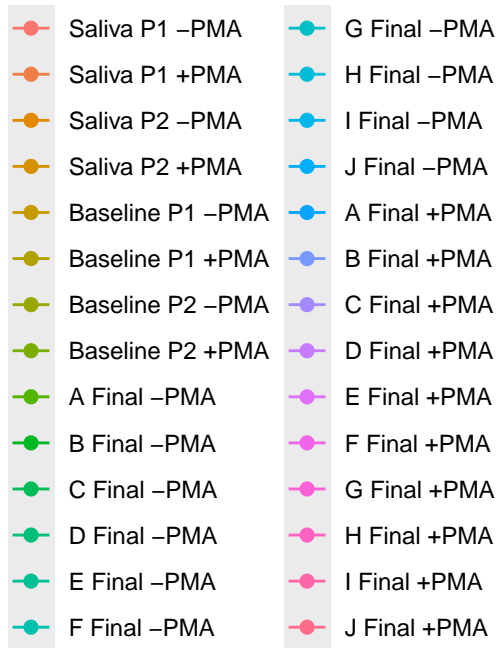 Saliva P1 −PMA
Saliva P1 +PMA
Saliva P2 −PMA
Saliva P2 +PMA
Baseline P1 −PMA
Baseline P1 +PMA
Baseline P2 −PMA
Baseline P2 +PMA
A Final −PMA
B Final −PMA
C Final −PMA
D Final −PMA
E Final −PMA
F Final −PMA
G Final −PMA
H Final −PMA
I Final −PMA
J Final −PMA
A Final +PMA
B Final +PMA
C Final +PMA
D Final +PMA
E Final +PMA
F Final +PMA
G Final +PMA
H Final +PMA
I Final +PMA
J Final +PMA